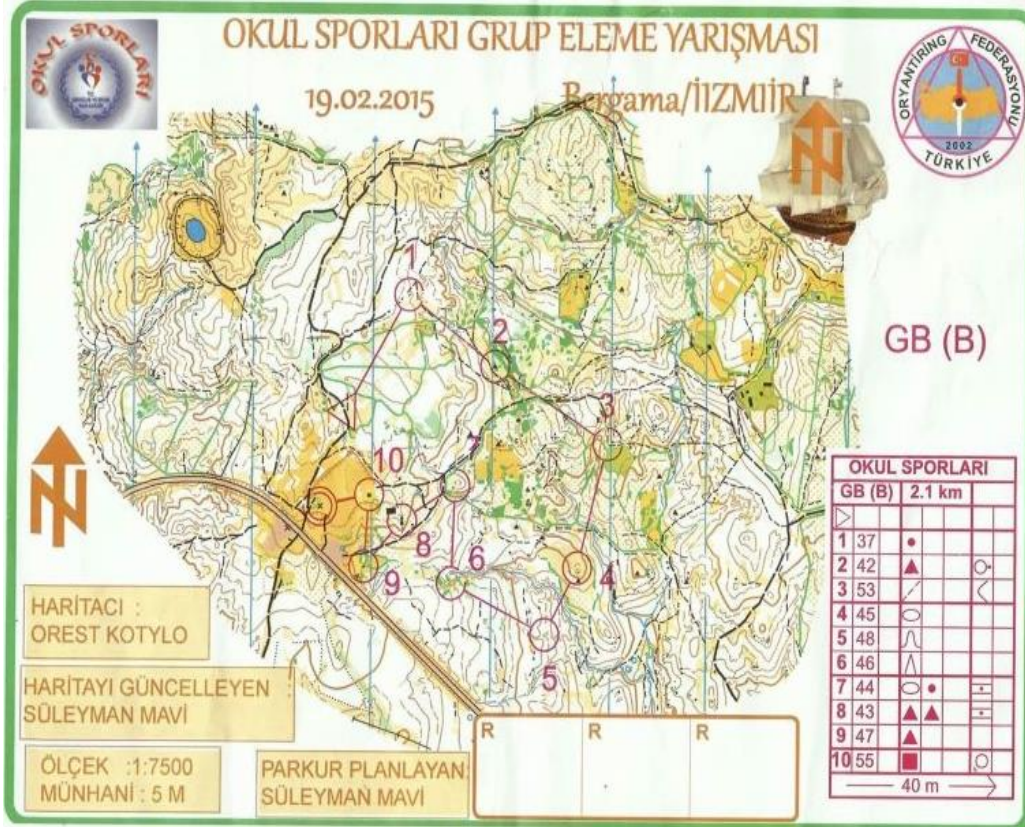 OKUL SPORLARI
OKUL SPORLARI GRUP ELEME YARIŞMASI
19.02.2015
Bergama/İİZMİİR
ORYANTİRİNG FEDERASYONU
2002
TÜRKİYE
N
N
GB (B)
1
2
3
4
5
6
7
8
9
10
OKUL SPORLARI
GB (B) 2.1 km
1 37
2 42
3 53
4 45
5 48
6 46
7 44
8 43
9 47
10 55
40 m
HARİTACI :
OREST KOTYLO
HARİTAYI GÜNCELLEYEN :
SÜLEYMAN MAVİ
ÖLÇEK :1:7500
MÜNHANİ : 5 M
PARKUR PLANLAYAN:
SÜLEYMAN MAVİ
R R R